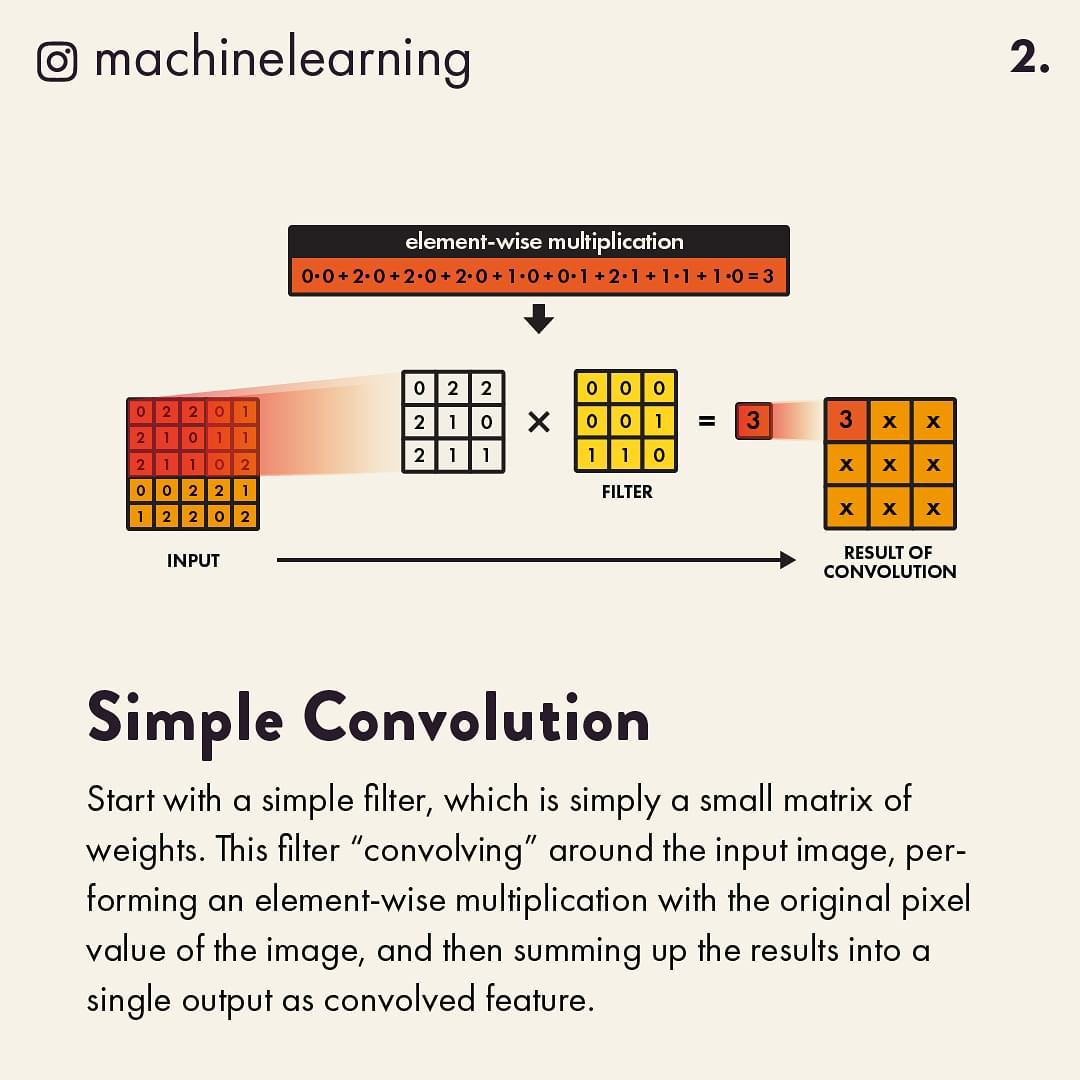 machinelearning
2.
element-wise multiplication
0·0 + 2·0 + 2·0 + 2·0 + 1·0 + 0·1 + 2·1 + 1·1 + 1·0 = 3
0 2 2 0 1
2 1 0 1 1
2 1 1 0 2
0 0 2 2 1
1 2 2 0 2
INPUT
0 2 2
2 1 0
2 1 1
×
0 0 0
0 0 1
1 1 0
FILTER
=
3
3 x x
x x x
x x x
RESULT OF
CONVOLUTION
Simple Convolution
Start with a simple filter, which is simply a small matrix of
weights. This filter “convolving” around the input image, per-
forming an element-wise multiplication with the original pixel
value of the image, and then summing up the results into a
single output as convolved feature.